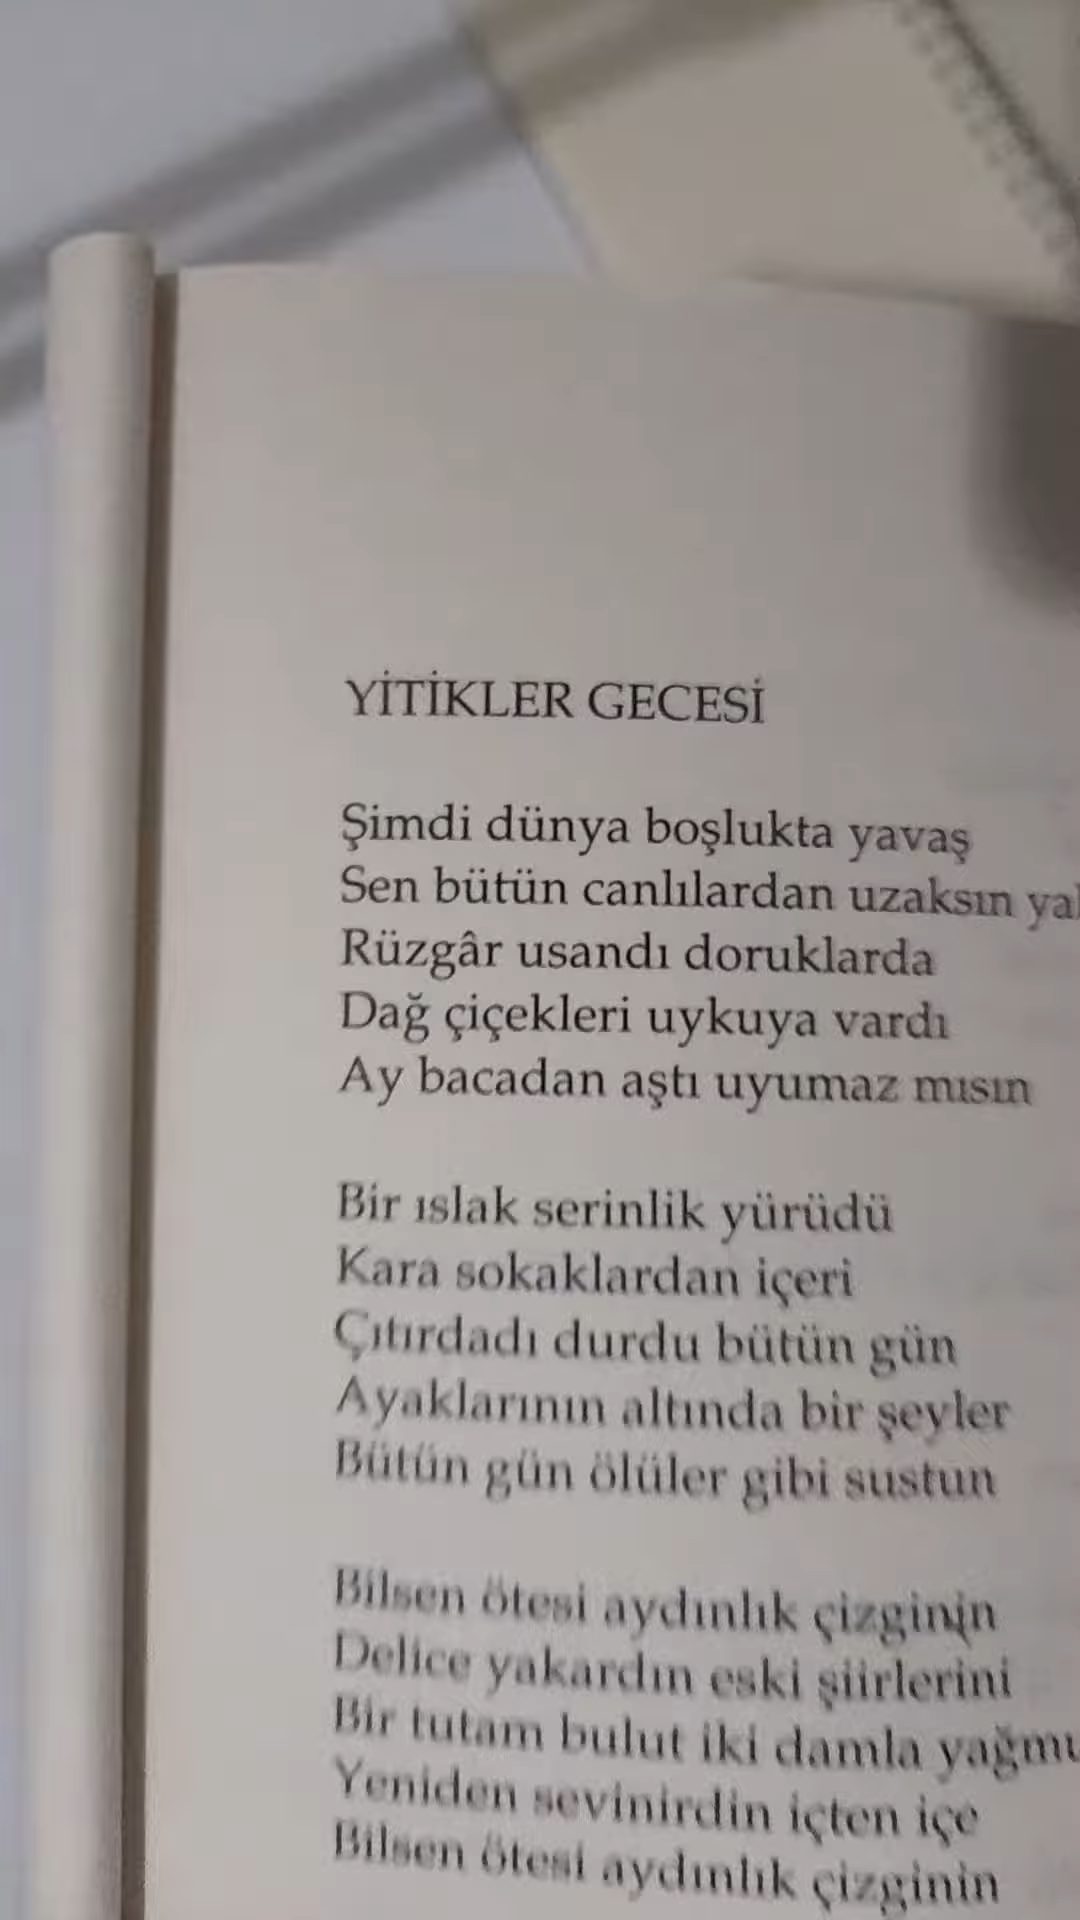 YİTİKLER GECESİ
Şimdi dünya boşlukta yavaş
Sen bütün canlılardan uzaksın
Rüzgâr usandı doruklarda
Dağ çiçekleri uykuya vardı
Ay bacadan aştı uyumaz mısın
Bir ıslak serinlik yürüdü
Kara sokaklardan içeri
Çıtırdadı durdu bütün gün
Ayaklarının altında bir şeyler
Bütün gün ölüler gibi sustun
Bilsen ötesi aydınlık çizginin
Delice yakardın eski şiirlerini
Bir tutam bulut iki damla
Yeniden sevinirdin içten içe
Bilsen ötesi aydınlık çizginin